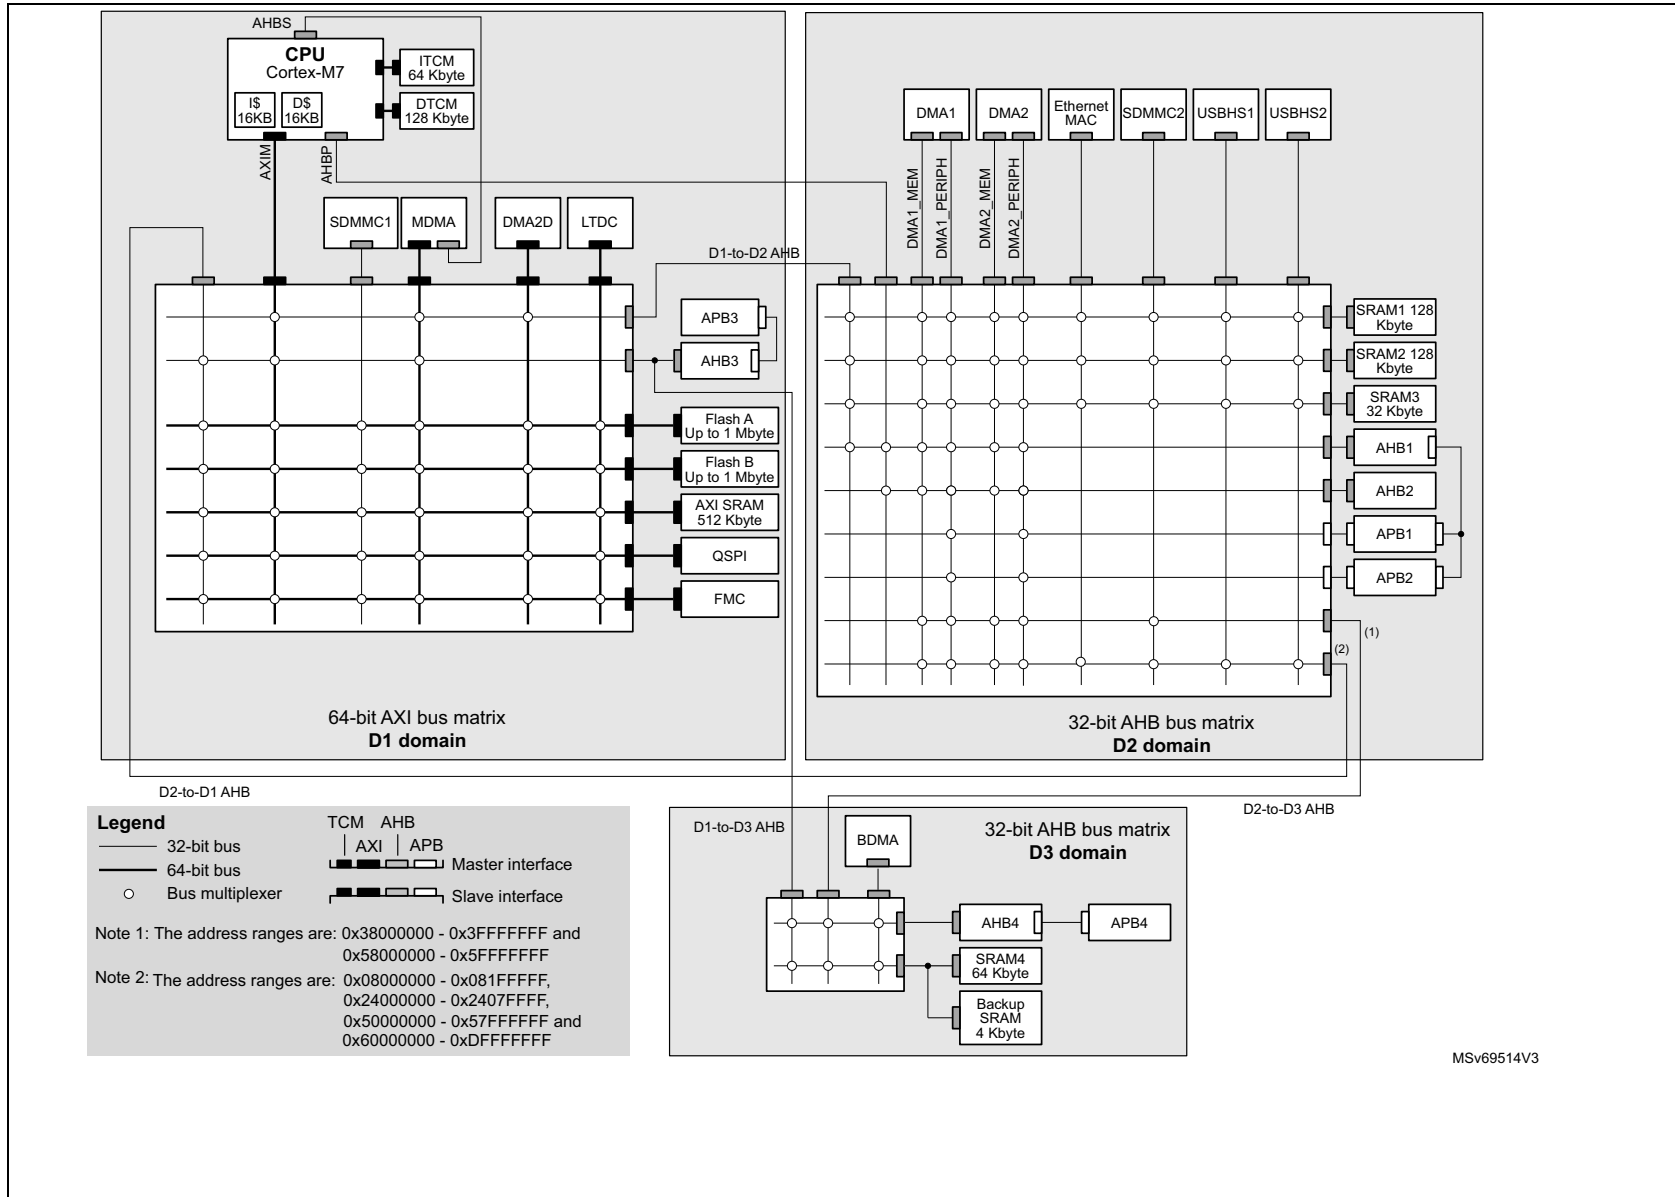 AHBS
CPU
Cortex-M7
I$
16KB
D$
16KB
ITCM
64 Kbyte
DTCM
128 Kbyte
AXIM
AHBP
SDMMC1
MDMA
DMA2D
LTDC
D1-to-D2 AHB
APB3
AHB3
Flash A
Up to 1 Mbyte
Flash B
Up to 1 Mbyte
AXI SRAM
512 Kbyte
QSPI
FMC
64-bit AXI bus matrix
D1 domain
DMA1
DMA2
Ethernet
MAC
SDMMC2
USBHS1
USBHS2
DMA1_MEM
DMA1_PERIPH
DMA2_MEM
DMA2_PERIPH
SRAM1 128
Kbyte
SRAM2 128
Kbyte
SRAM3
32 Kbyte
AHB1
AHB2
APB1
APB2
(1)
(2)
32-bit AHB bus matrix
D2 domain
D2-to-D1 AHB
D2-to-D3 AHB
Legend
32-bit bus
64-bit bus
Bus multiplexer
TCM AHB
AXI APB
Master interface
Slave interface
Note 1: The address ranges are: 0x38000000 - 0x3FFFFFFF and
0x58000000 - 0x5FFFFFFF
Note 2: The address ranges are: 0x08000000 - 0x081FFFFF,
0x24000000 - 0x2407FFFF,
0x50000000 - 0x57FFFFFF and
0x60000000 - 0xDFFFFFFF
D1-to-D3 AHB
BDMA
32-bit AHB bus matrix
D3 domain
AHB4
APB4
SRAM4
64 Kbyte
Backup
SRAM
4 Kbyte
MSv69514V3